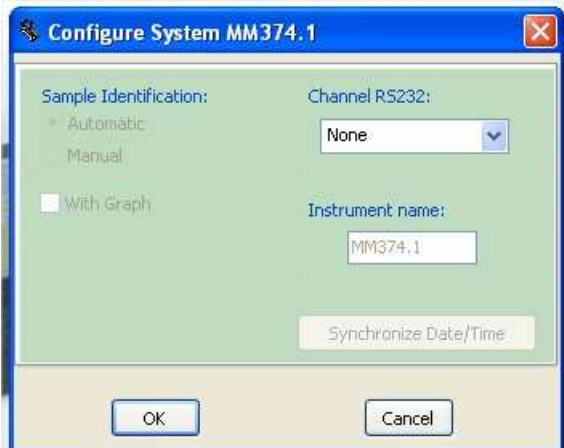 Configure System MM374.1
Sample Identification:
Automatic
Manual
With Graph
Channel RS232:
None
Instrument name:
MM374.1
Synchronize Date/Time
OK
Cancel